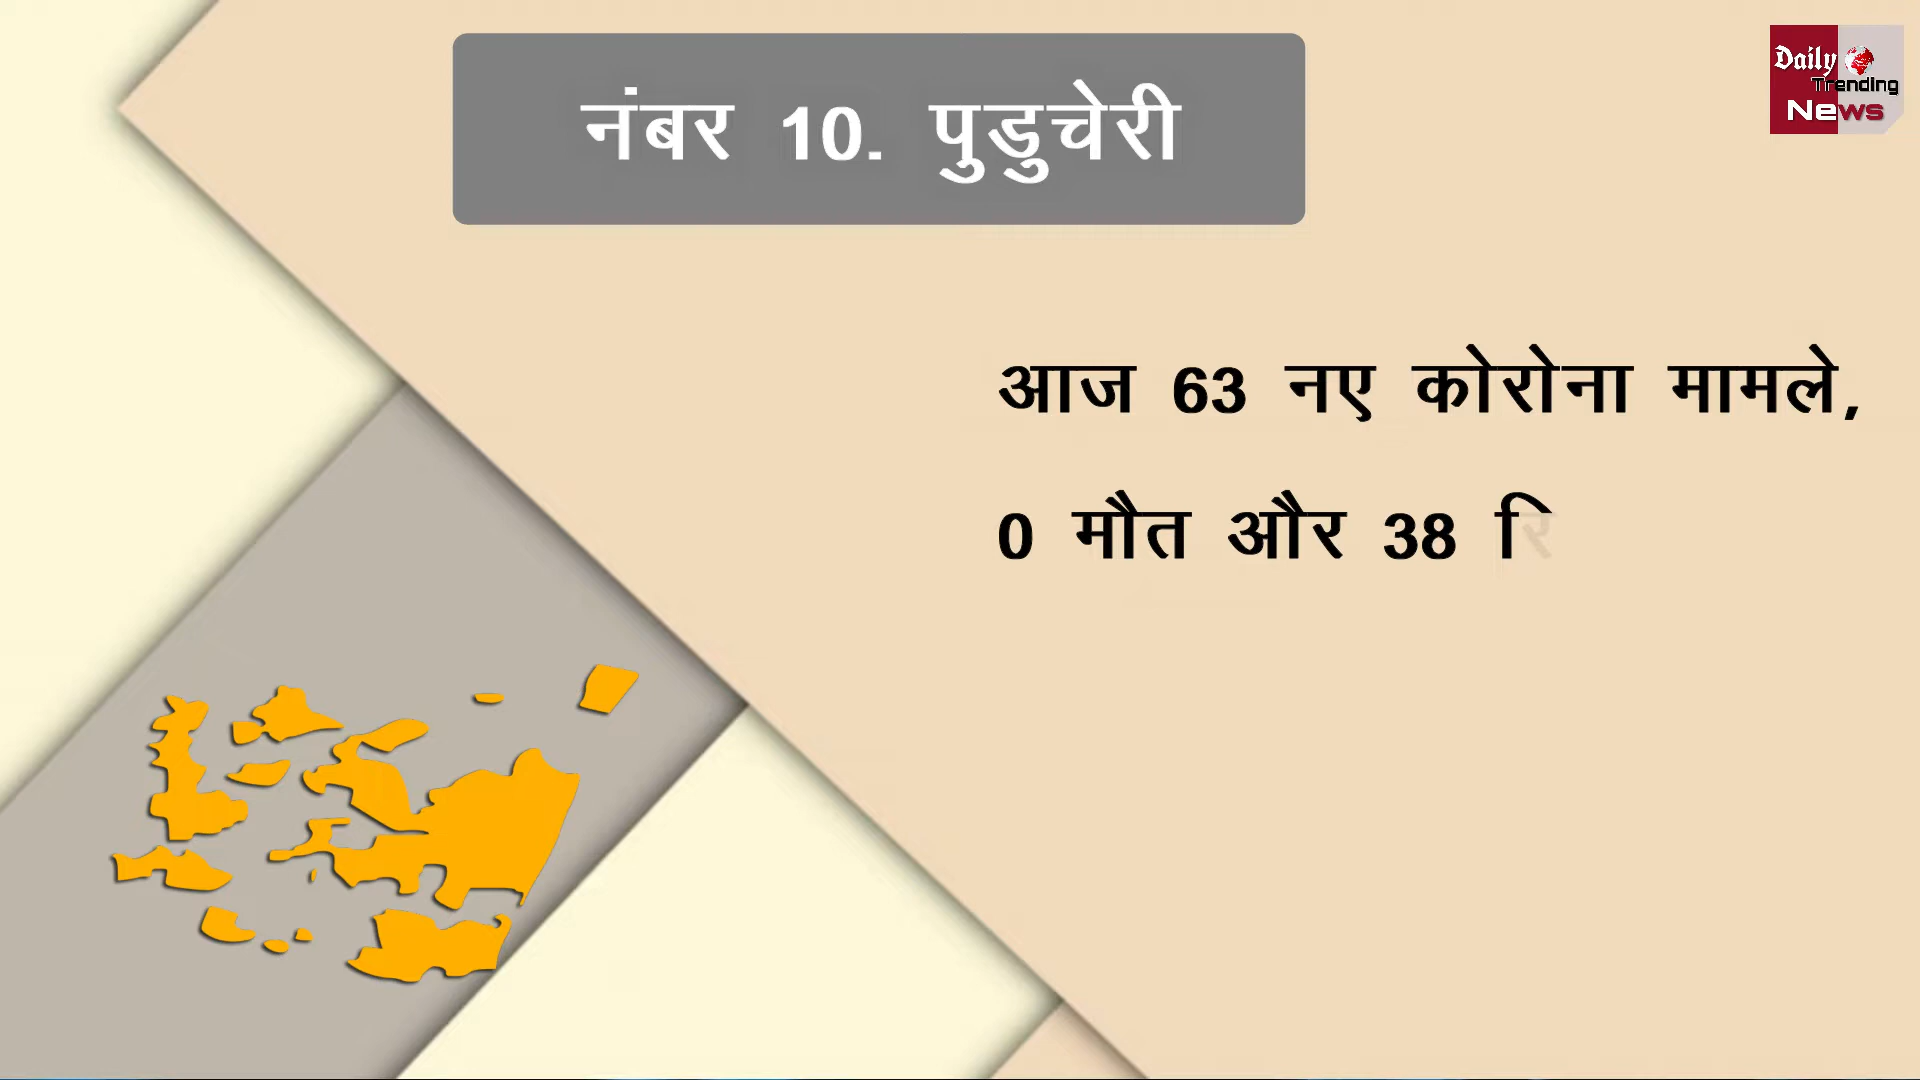 नंबर 10. पुडुचेरी
Daily
Trending
News
आज 63 नए कोरोना मामले,
0 मौत और 38 रि